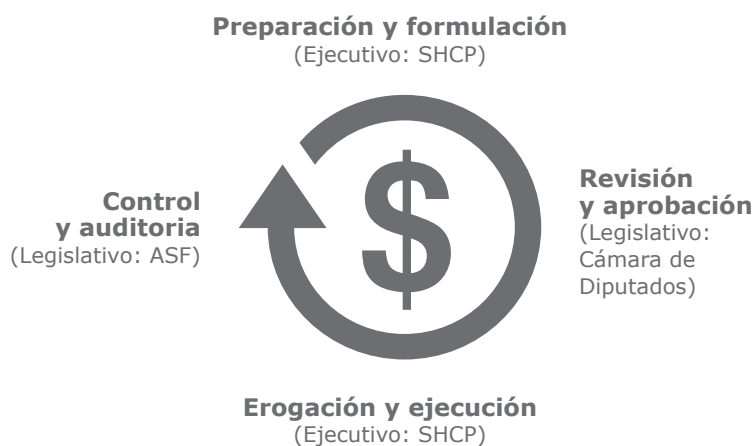 Preparación y formulación
(Ejecutivo: SHCP)
$
Revisión
y aprobación
(Legislativo:
Cámara de
Diputados)
Control
y auditoria
(Legislativo: ASF)
Erogación y ejecución
(Ejecutivo: SHCP)